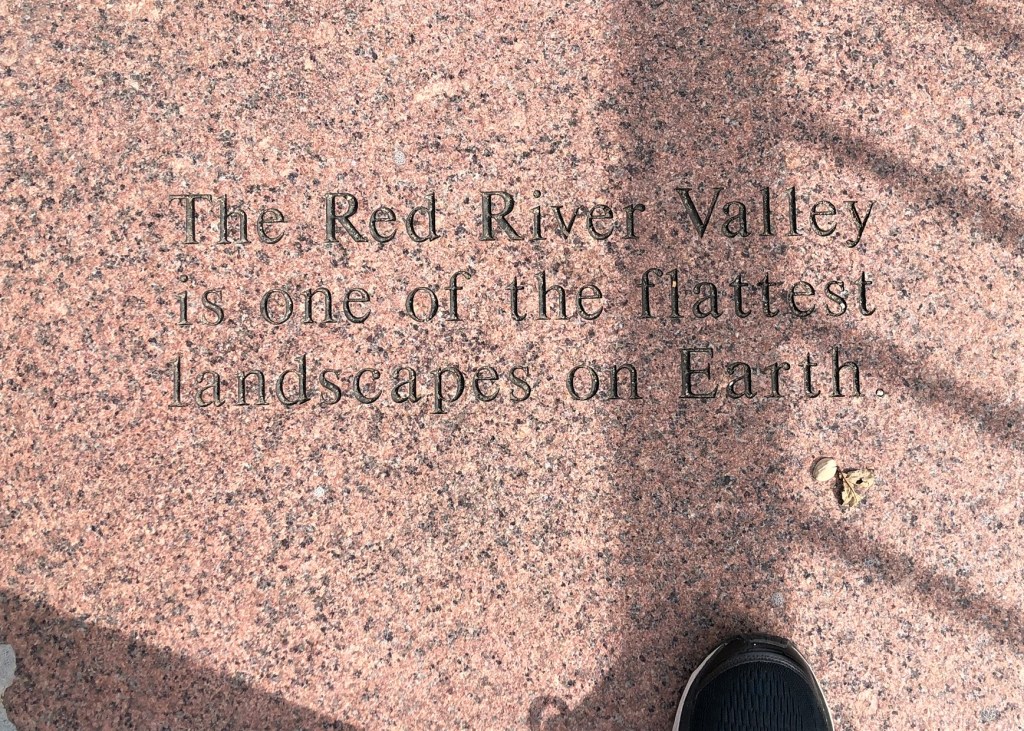 The Red River Valley
is one of the flattest
landscapes on Earth.